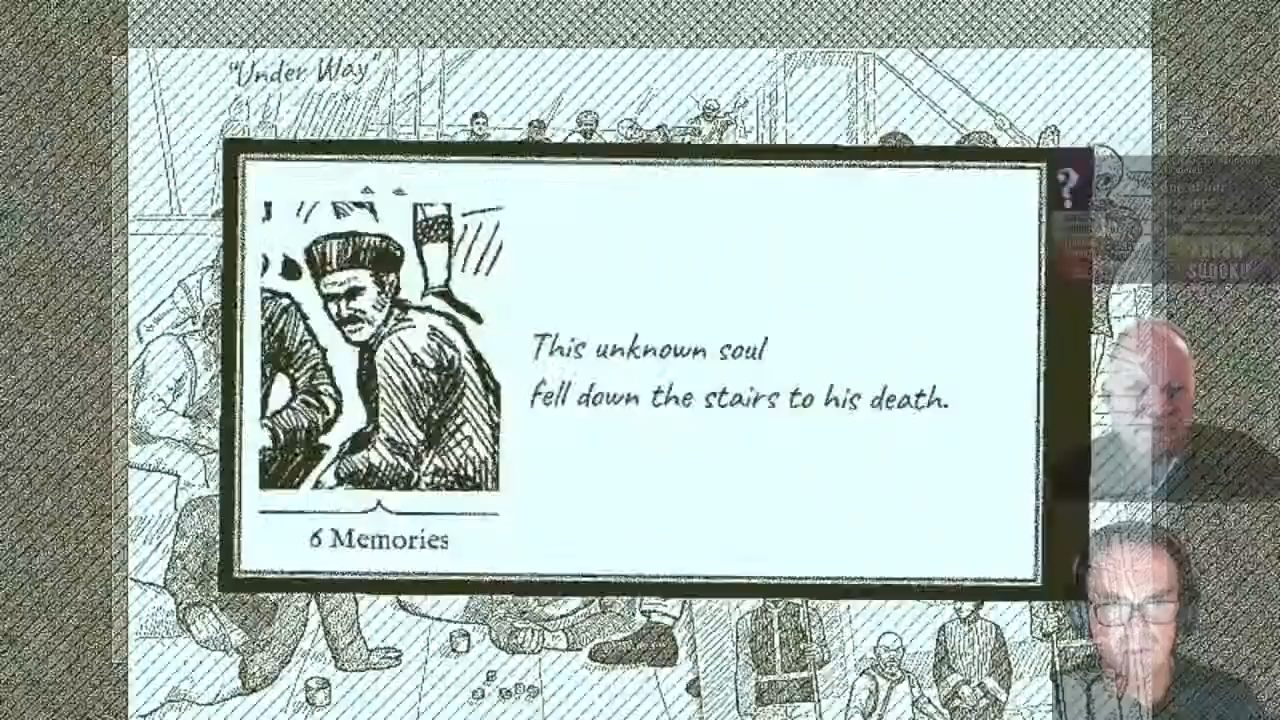 "Under Way"
?
This unknown soul
fell down the stairs to his death.
6 Memories